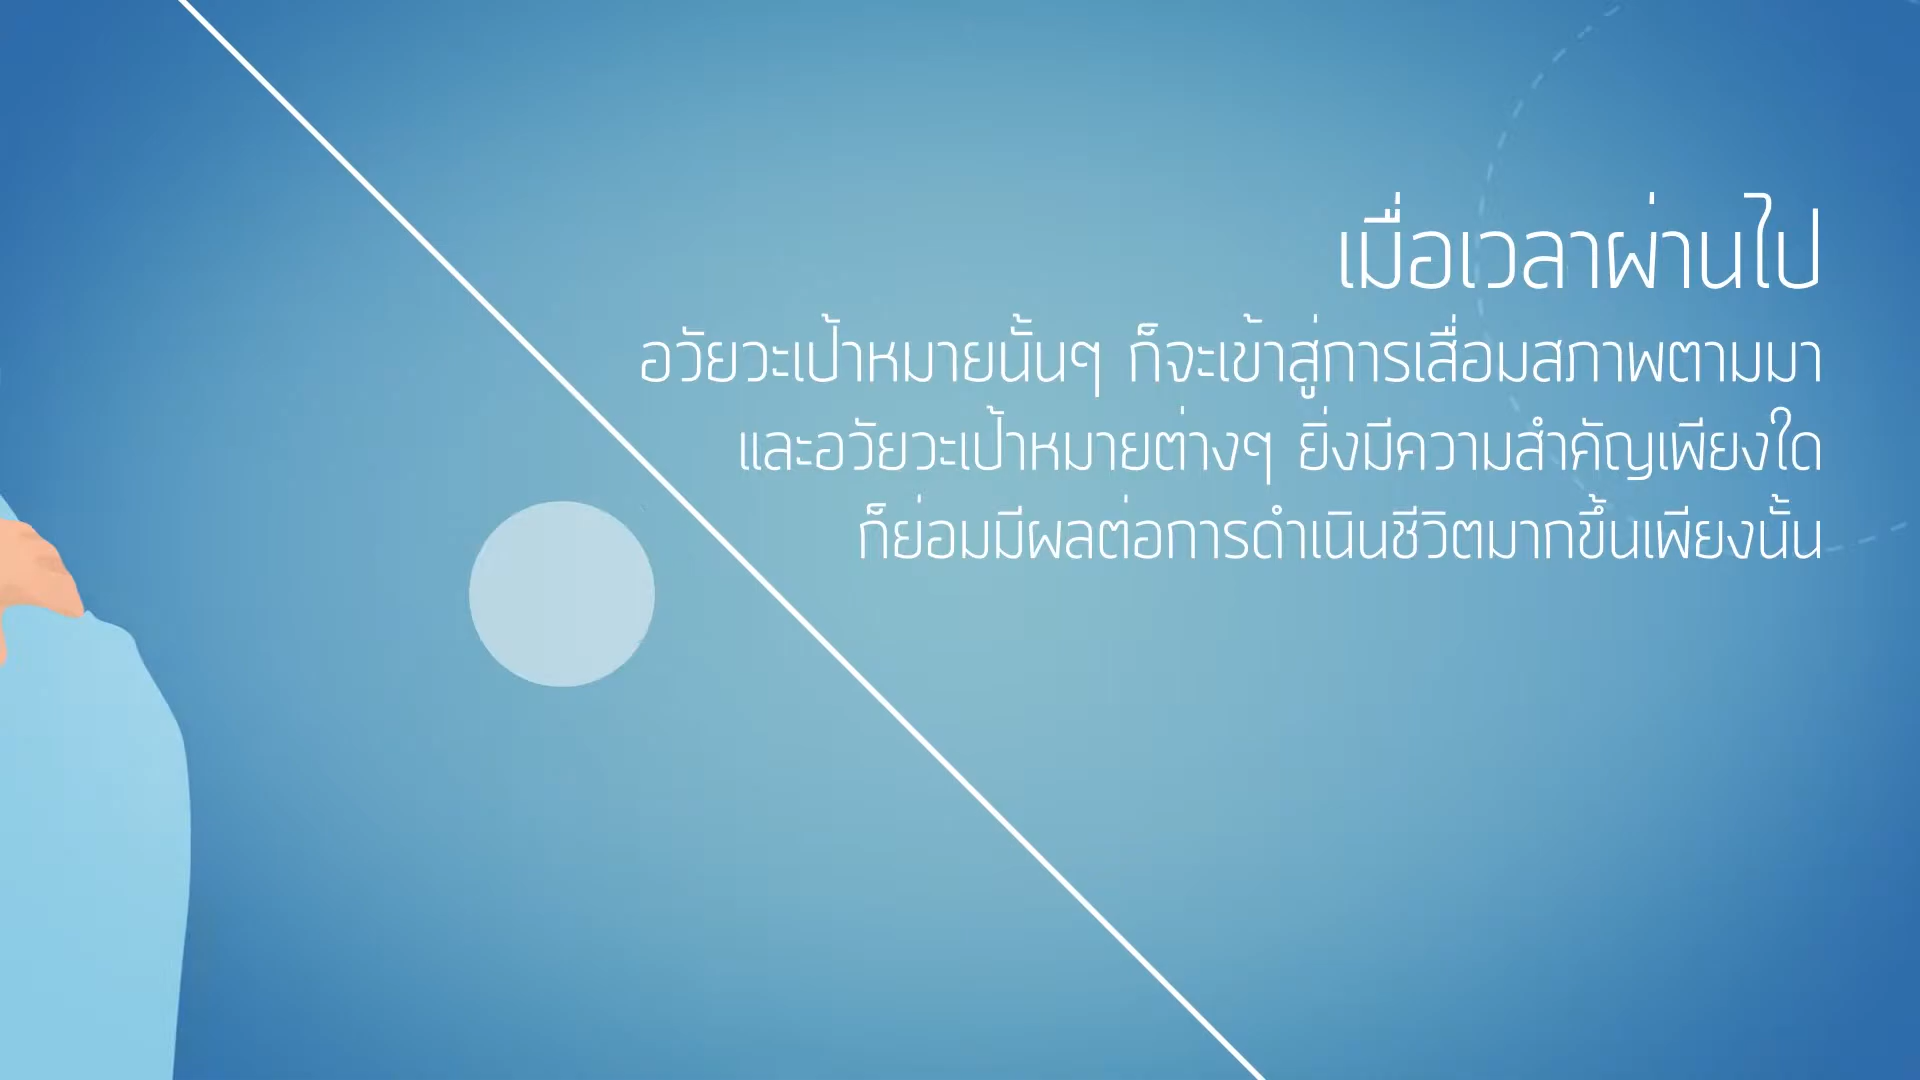 เมื่อเวลาผ่านไป
อวัยวะเป้าหมายนั้นๆ ก็จะเข้าสู่การเสื่อมสภาพตามมา
และอวัยวะเป้าหมายต่างๆ ยิ่งมีความสำคัญเพียงใด
ก็ย่อมมีผลต่อการดำเนินชีวิตมากขึ้นเพียงนั้น